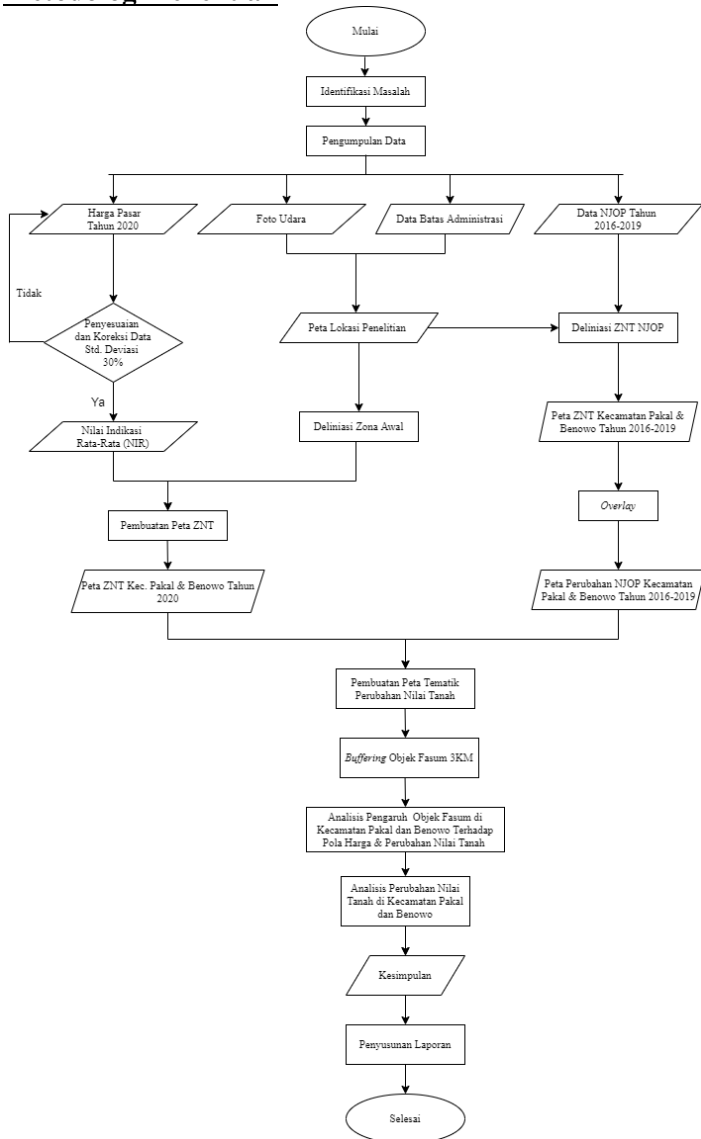 Mulai
Identifikasi Masalah
Pengumpulan Data
Harga Pasar
Tahun 2020
Foto Udara
Data Batas Administrasi
Data NJOP Tahun
2016-2019
Tidak
Penyesuaian
dan Koreksi Data
Std. Deviasi
30%
Peta Lokasi Penelitian
Deliniasi ZNT NJOP
Ya
Nilai Indikasi
Rata-Rata (NIR)
Deliniasi Zona Awal
Peta ZNT Kecamatan Pakal &
Benowo Tahun 2016-2019
Pembuatan Peta ZNT
Overlay
Peta ZNT Kec. Pakal & Benowo Tahun
2020
Peta Perubahan NJOP Kecamatan
Pakal & Benowo Tahun 2016-2019
Pembuatan Peta Tematik
Perubahan Nilai Tanah
Buffering Objek Fasum 3KM
Analisis Pengaruh Objek Fasum di
Kecamatan Pakal dan Benowo Terhadap
Pola Harga & Perubahan Nilai Tanah
Analisis Perubahan Nilai
Tanah di Kecamatan Pakal
dan Benowo
Kesimpulan
Penyusunan Laporan
Selesai